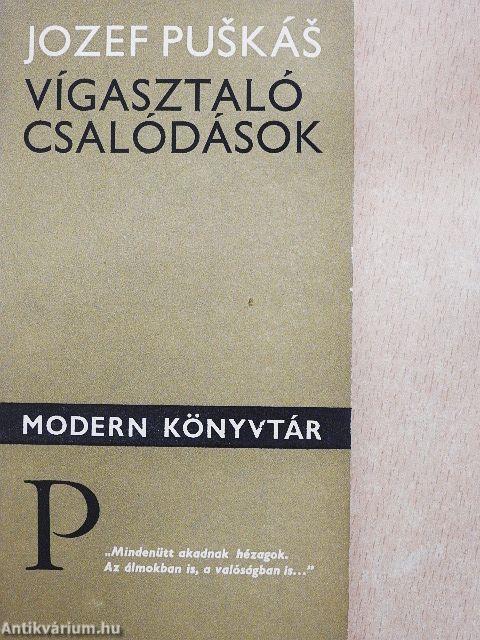 JOZEF PUŠKÁŠ
VÍGASZTALÓ
CSALÓDÁSOK
MODERN KÖNYVTÁR
P
„Mindenütt akadnak hézagok.
Az álmokban is, a valóságban is...”
Antikvárium.hu